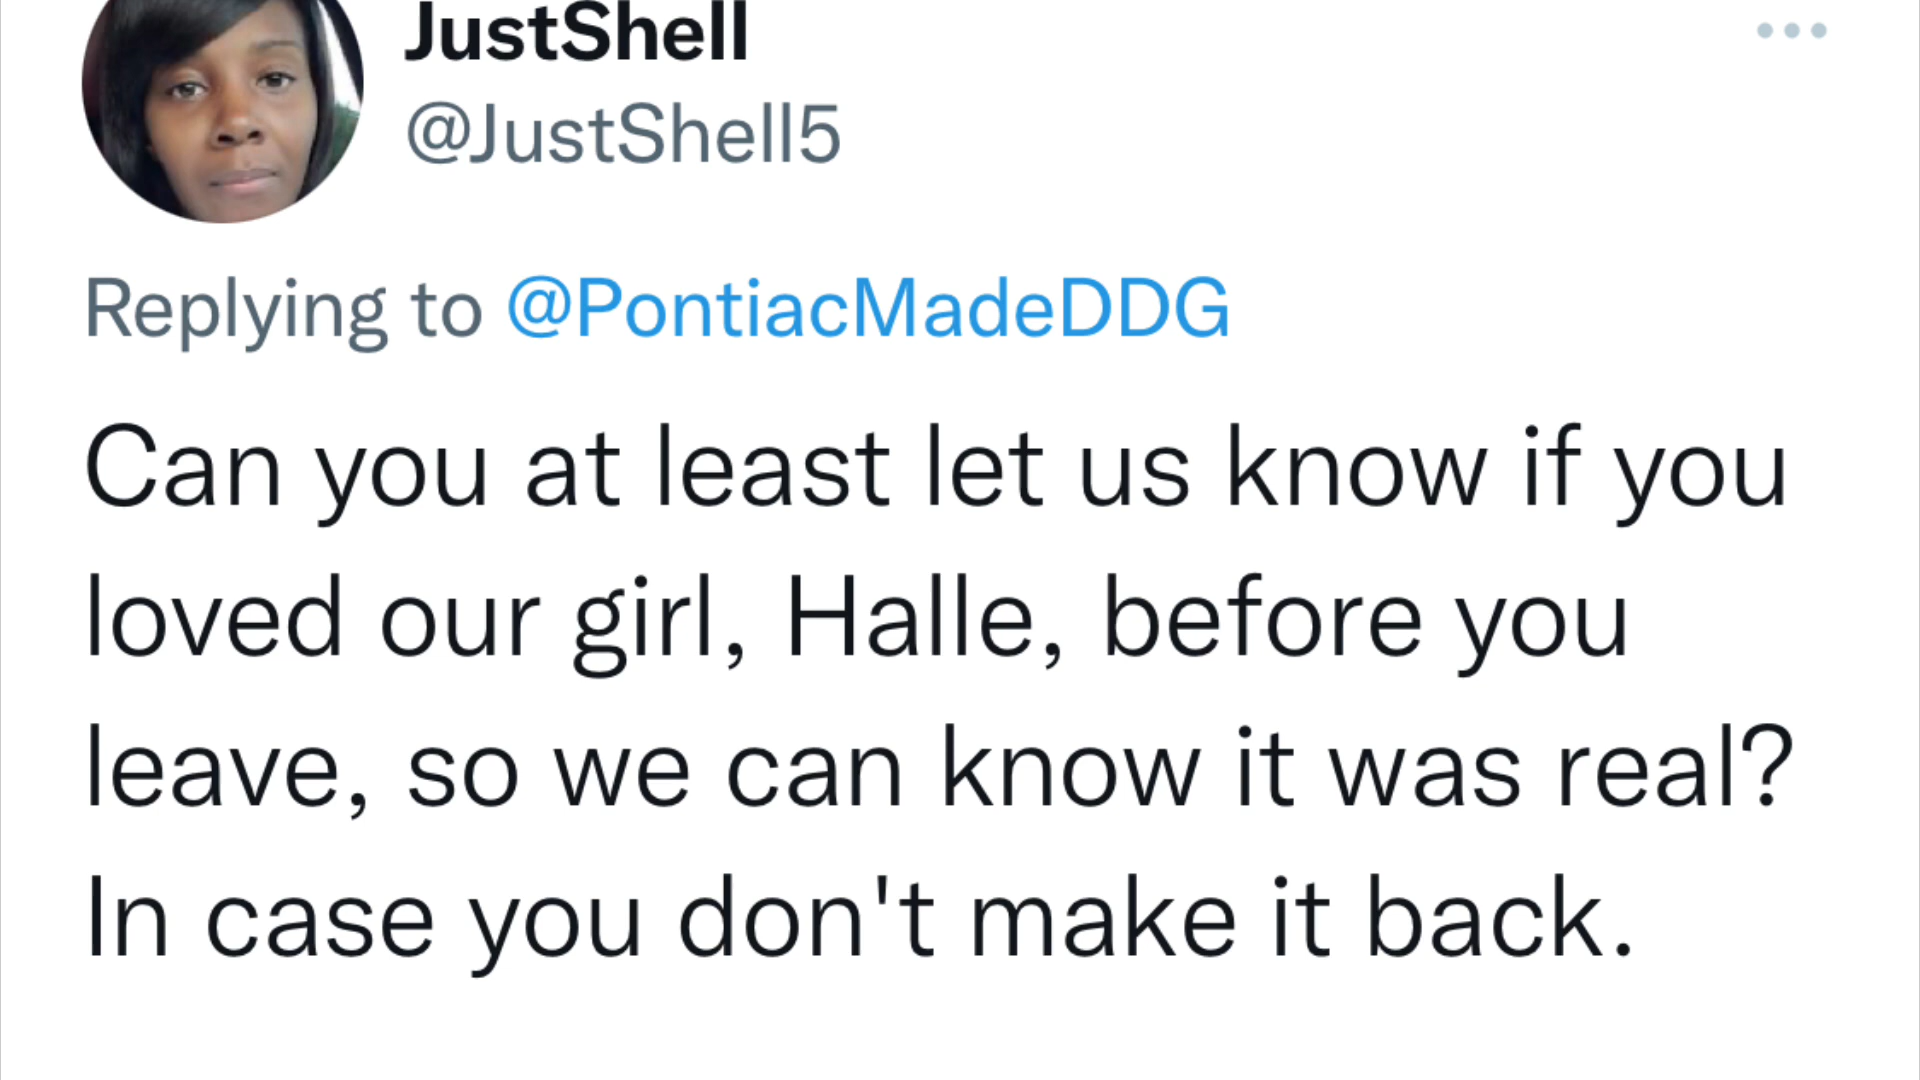 JustShell
@JustShell5
Replying to @PontiacMadeDDG
Can you at least let us know if you
loved our girl, Halle, before you
leave, so we can know it was real?
In case you don't make it back.